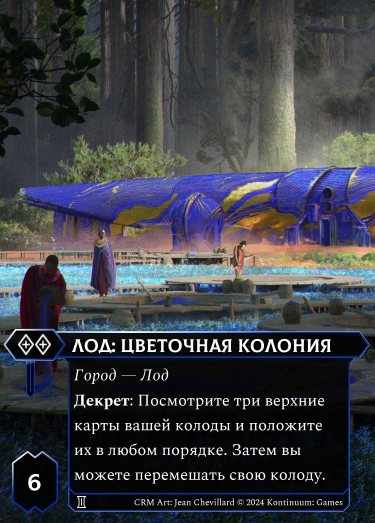 ЛОД: ЦВЕТОЧНАЯ КОЛОНИЯ
Город — Лод
Декрет: Посмотрите три верхние
карты вашей колоды и положите
их в любом порядке. Затем вы
можете перемешать свою колоду.
6
CRM Art: Jean Chevillard © 2024 Kontinuum: Games